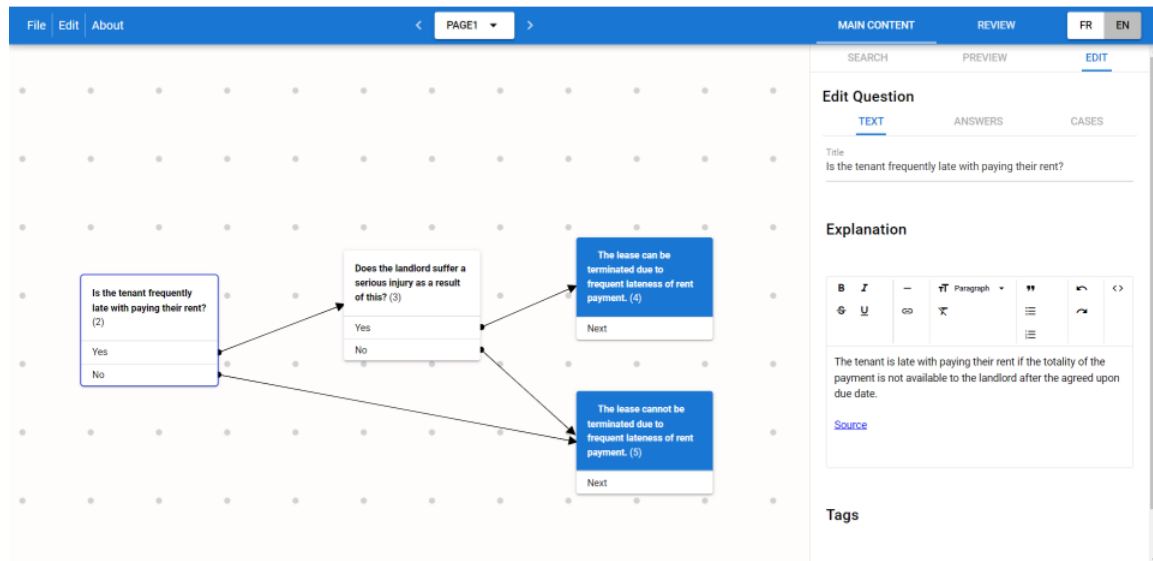 File Edit About
PAGE1
MAIN CONTENT REVIEW FR EN
SEARCH PREVIEW EDIT
Edit Question
TEXT ANSWERS CASES
Title
Is the tenant frequently late with paying their rent?
Explanation
B I Paragraph
S U
The tenant is late with paying their rent if the totality of the
payment is not available to the landlord after the agreed upon
due date.
Source
Tags
Is the tenant frequently
late with paying their rent?
(2)
Yes
No
Does the landlord suffer a
serious injury as a result
of this? (3)
Yes
No
The lease can be
terminated due to
frequent lateness of rent
payment. (4)
Next
The lease cannot be
terminated due to
frequent lateness of rent
payment. (5)
Next